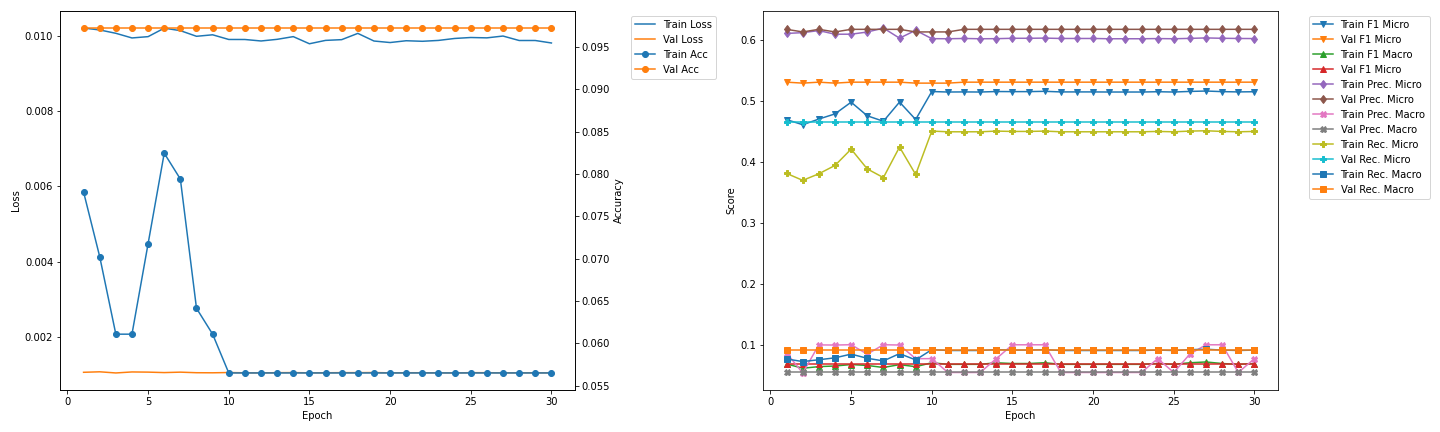 0.010
0.008
0.006
0.004
0.002
Loss
0
5
10
15
20
25
30
Epoch
0.095
0.090
0.085
0.080
0.075
0.070
0.065
0.060
0.055
Accuracy
Train Loss
Val Loss
Train Acc
Val Acc
0.6
0.5
0.4
0.3
0.2
0.1
Score
0
5
10
15
20
25
30
Epoch
Train F1 Micro
Val F1 Micro
Train F1 Macro
Val F1 Micro
Train Prec. Micro
Val Prec. Micro
Train Prec. Macro
Val Prec. Macro
Train Rec. Micro
Val Rec. Micro
Train Rec. Macro
Val Rec. Macro